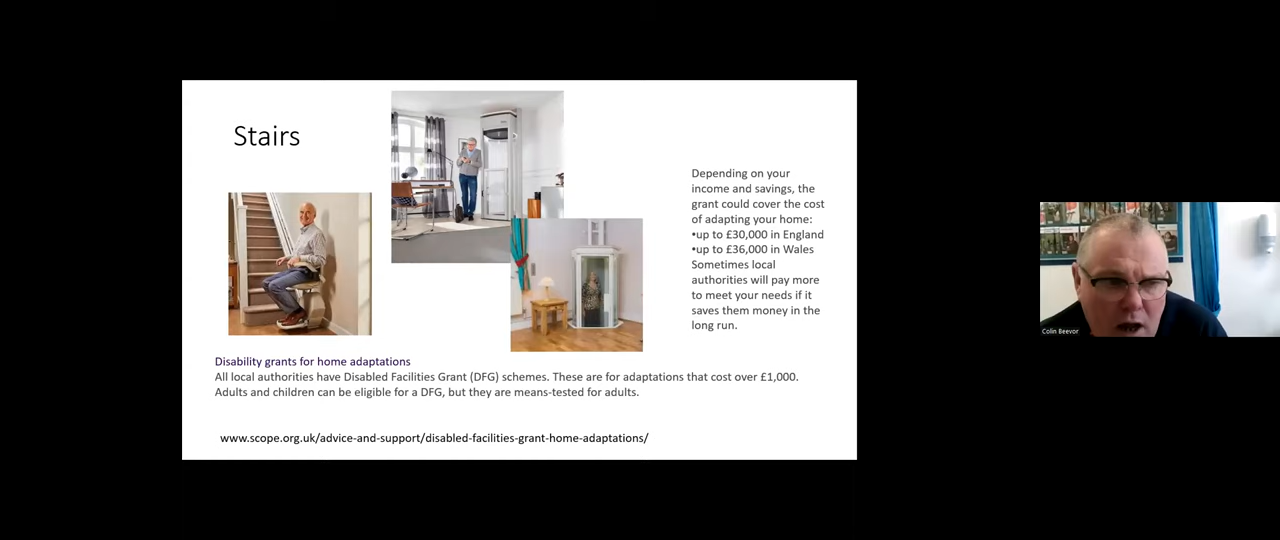 Stairs
Depending on your
income and savings, the
grant could cover the cost
of adapting your home:
•up to £30,000 in England
•up to £36,000 in Wales
Sometimes local
authorities will pay more
to meet your needs if it
saves them money in the
long run.
Disability grants for home adaptations
All local authorities have Disabled Facilities Grant (DFG) schemes. These are for adaptations that cost over £1,000.
Adults and children can be eligible for a DFG, but they are means-tested for adults.
www.scope.org.uk/advice-and-support/disabled-facilities-grant-home-adaptations/
Colin Beevor